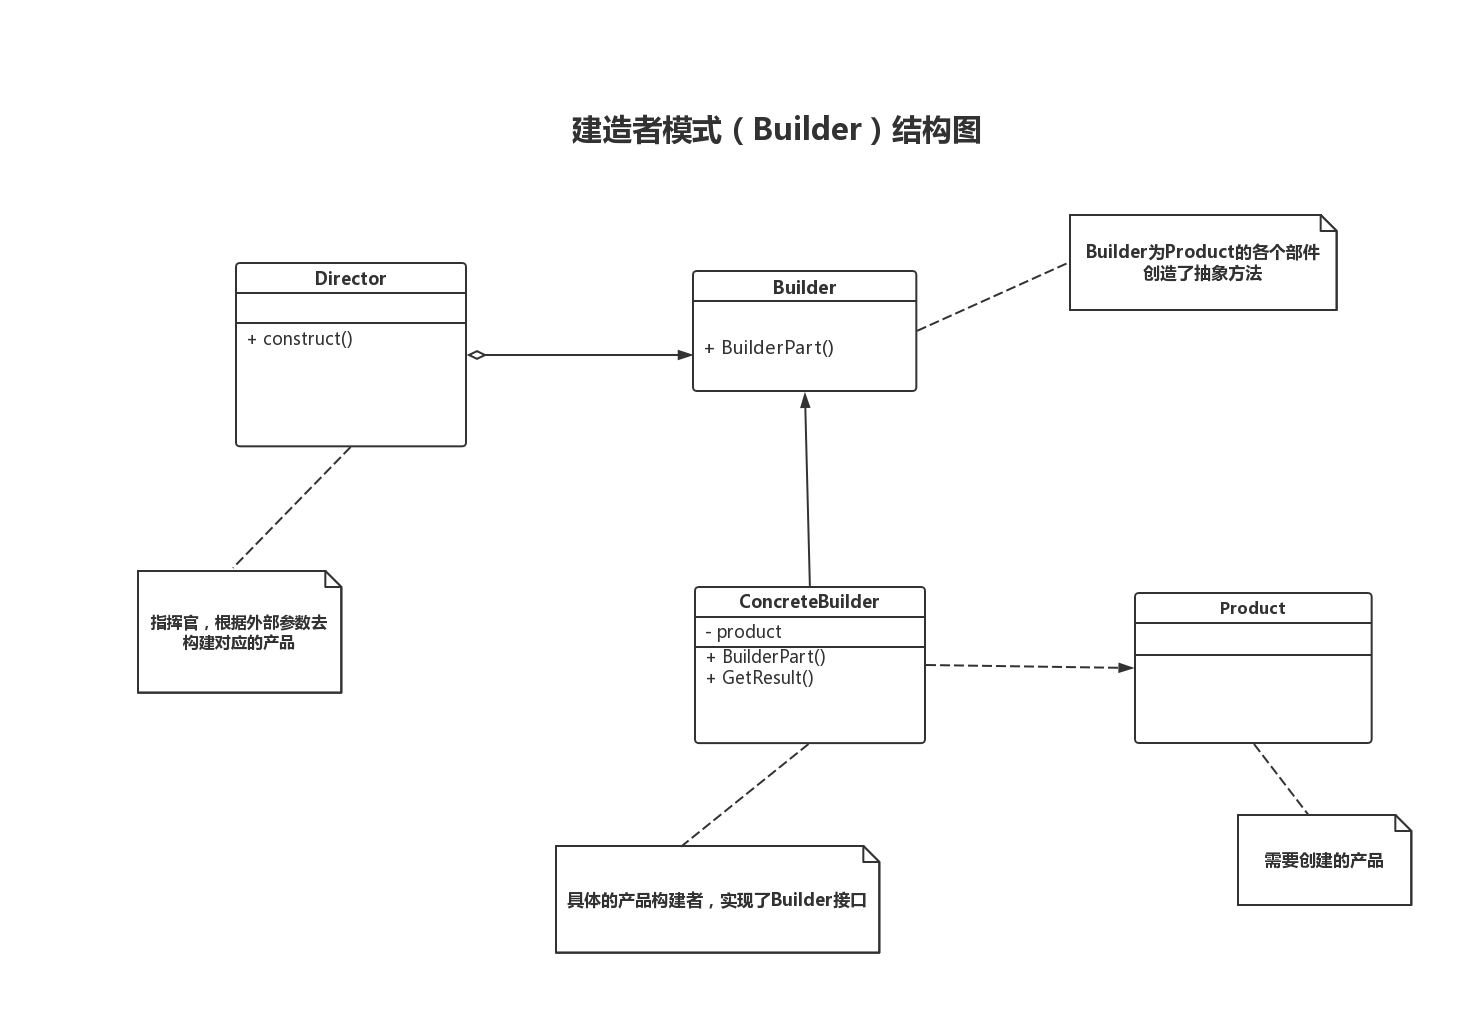 建造者模式（Builder）结构图
Builder为Product的各个部件
创造了抽象方法
Director
+ construct()
Builder
+ BuilderPart()
指挥官，根据外部参数去
构建对应的产品
ConcreteBuilder
- product
+ BuilderPart()
+ GetResult()
Product
具体的产品构建者，实现了Builder接口
需要创建的产品